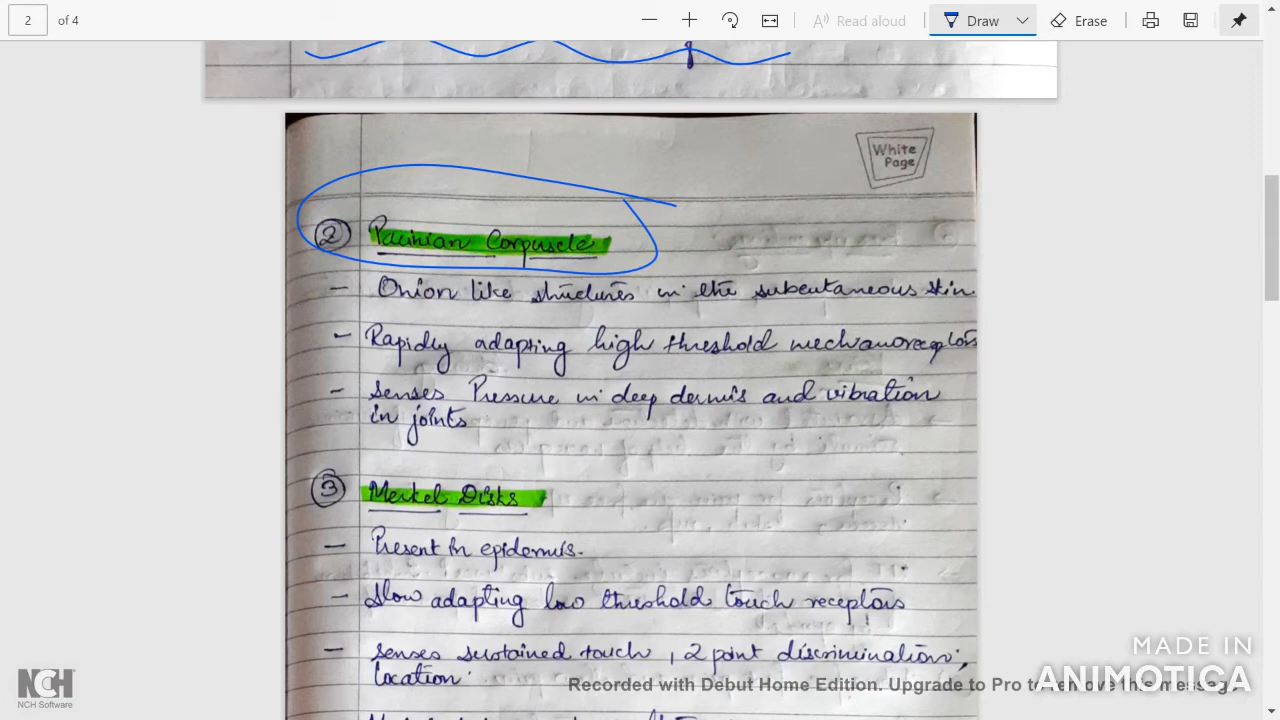 2 of 4 Read aloud Draw Erase
White
Page
2 Pacinian Corpuscle
- Onion like structures in the subcutaneous skin.
- Rapidly adapting high threshold mechanoreceptors
- senses Pressure in deep dermis and vibration
in joints
3 Merkel Disks
- Present in epidermis.
- slow adapting low threshold touch receptors
- senses sustained touch, 2 point discrimination,
location.
MADE IN
ANIMOTICA
NCH
NCH Software
Recorded with Debut Home Edition. Upgrade to Pro to remove this message.